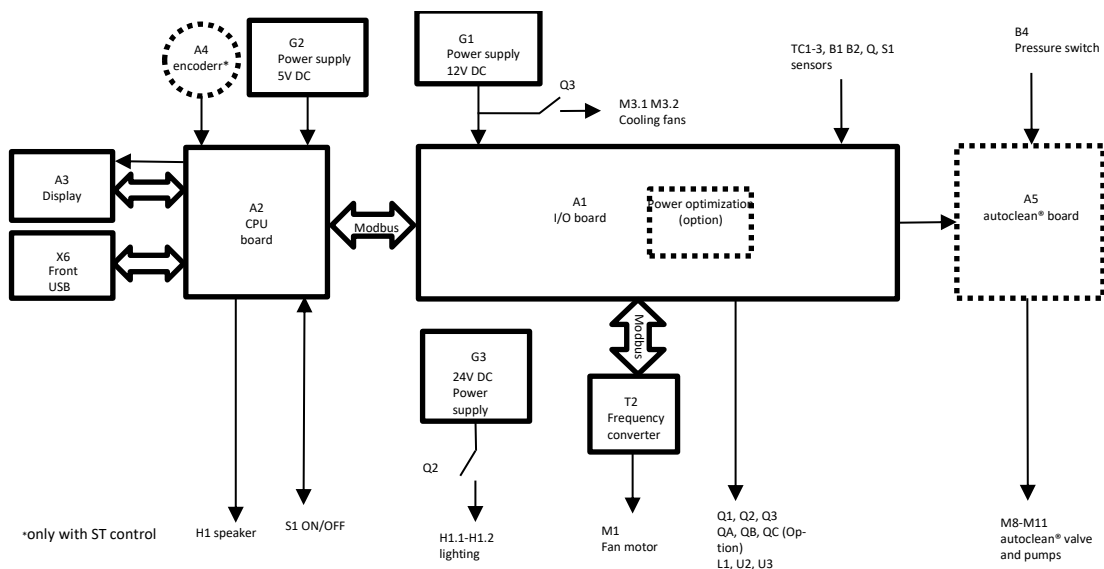 A4
encoderr*
G2
Power supply
5V DC
G1
Power supply
12V DC
Q3
M3.1 M3.2
Cooling fans
TC1-3, B1 B2, Q, S1
sensors
B4
Pressure switch
A3
Display
X6
Front
USB
A2
CPU
board
Modbus
A1
I/O board
Power optimization
(option)
A5
autoclean® board
Modbus
G3
24V DC
Power
supply
T2
Frequency
converter
Q2
*only with ST control
H1 speaker
S1 ON/OFF
H1.1-H1.2
lighting
M1
Fan motor
Q1, Q2, Q3
QA, QB, QC (Op-
tion)
L1, U2, U3
M8-M11
autoclean® valve
and pumps